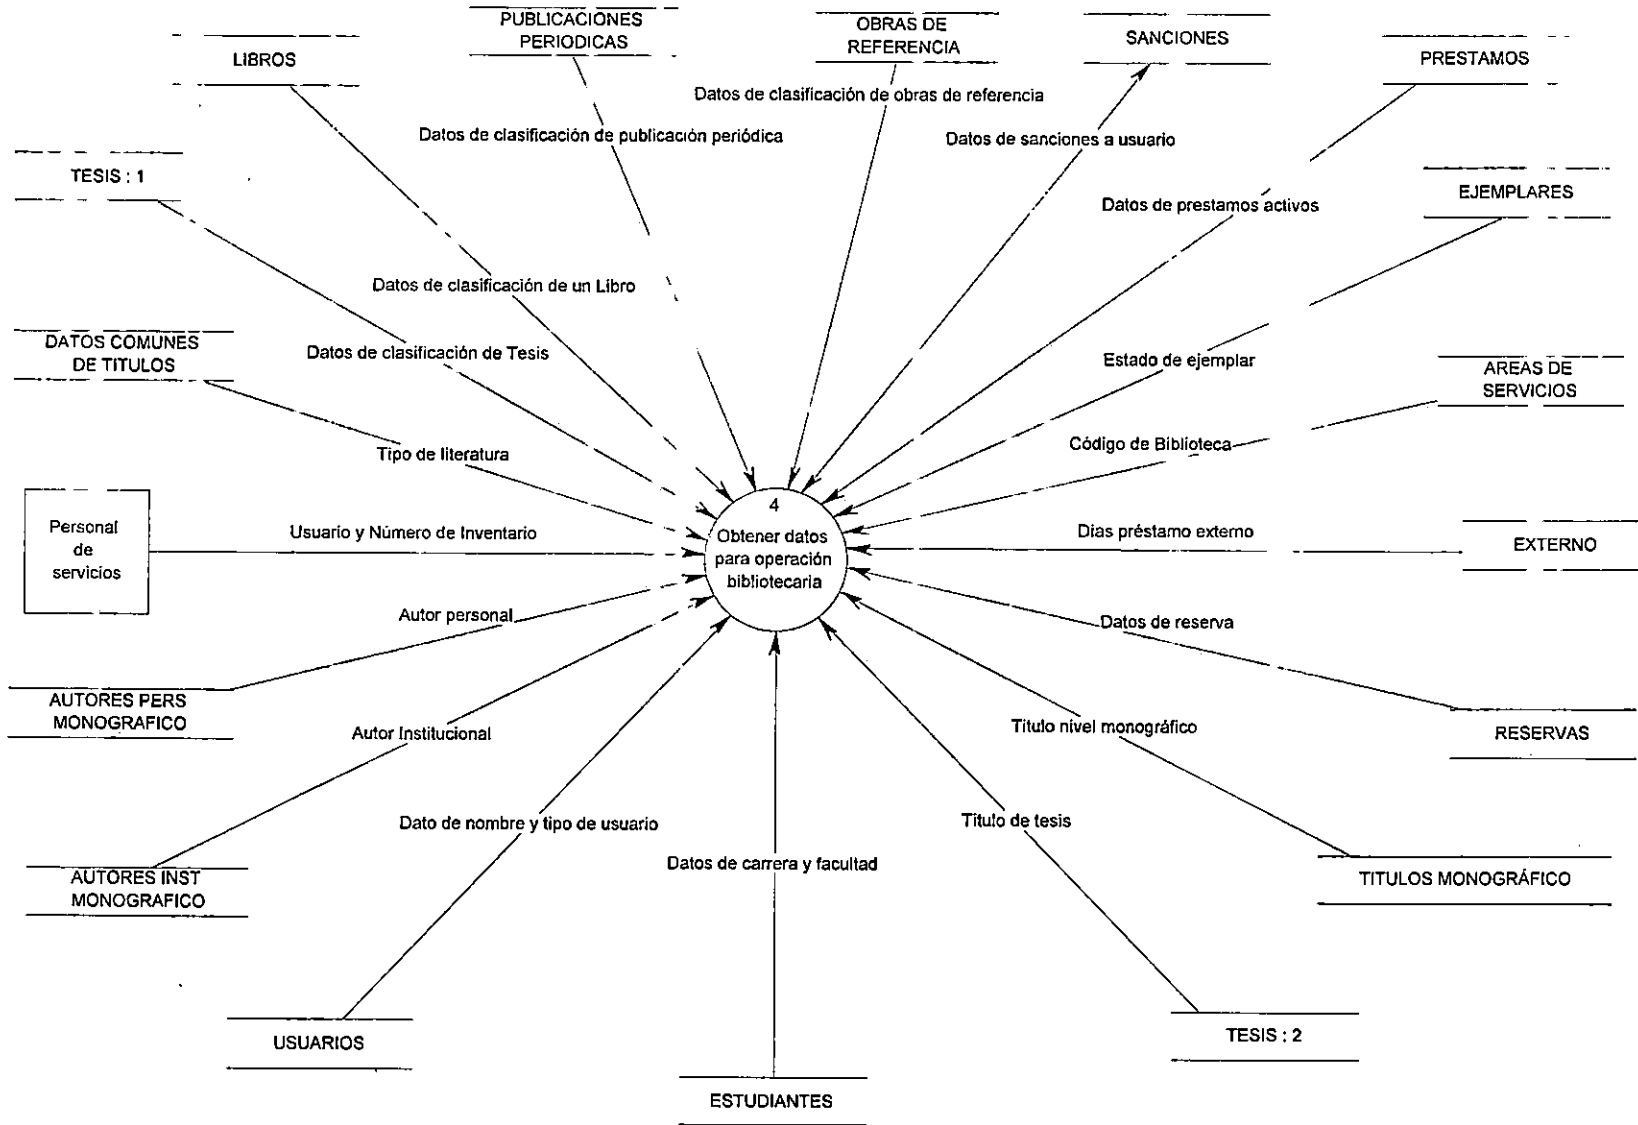 PUBLICACIONES
PERIODICAS
OBRAS DE
REFERENCIA
SANCIONES
LIBROS
PRESTAMOS
Datos de clasificación de obras de referencia
Datos de clasificación de publicación periódica
Datos de sanciones a usuario
TESIS : 1
EJEMPLARES
Datos de prestamos activos
Datos de clasificación de un Libro
DATOS COMUNES
DE TITULOS
Datos de clasificación de Tesis
Estado de ejemplar
AREAS DE
SERVICIOS
Tipo de literatura
Código de Biblioteca
Personal
de
servicios
Usuario y Número de Inventario
4
Obtener datos
para operación
bibliotecaria
Dias préstamo externo
EXTERNO
Autor personal
Datos de reserva
AUTORES PERS
MONOGRAFICO
Autor Institucional
Titulo nivel monográfico
RESERVAS
Dato de nombre y tipo de usuario
Titulo de tesis
Datos de carrera y facultad
AUTORES INST
MONOGRAFICO
TITULOS MONOGRÁFICO
USUARIOS
TESIS : 2
ESTUDIANTES